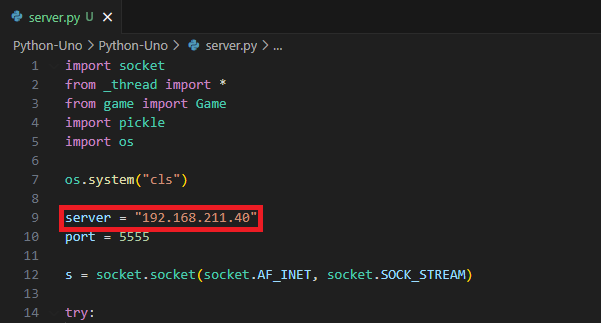 server.py U ×
Python-Uno > Python-Uno > server.py > ...
1 import socket
2 from _thread import *
3 from game import Game
4 import pickle
5 import os
6
7 os.system("cls")
8
9 server = "192.168.211.40"
10 port = 5555
11
12 s = socket.socket(socket.AF_INET, socket.SOCK_STREAM)
13
14 try: